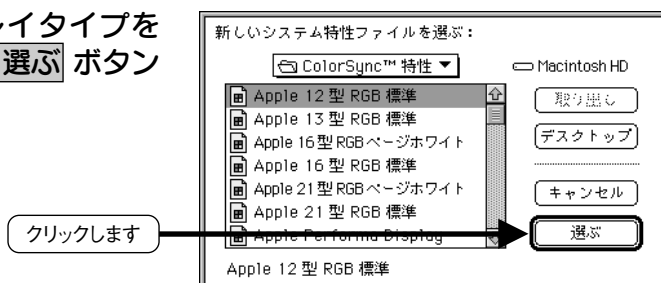 レイタイプを
選ぶ ボタン
新しいシステム特性ファイルを選ぶ：
ColorSync™ 特性
Macintosh HD
Apple 12 型 RGB 標準
Apple 13 型 RGB 標準
Apple 16 型 RGB ページホワイト
Apple 16 型 RGB 標準
Apple 21 型 RGB ページホワイト
Apple 21 型 RGB 標準
Apple Performa Display
取り出し
デスクトップ
キャンセル
選ぶ
クリックします
Apple 12 型 RGB 標準